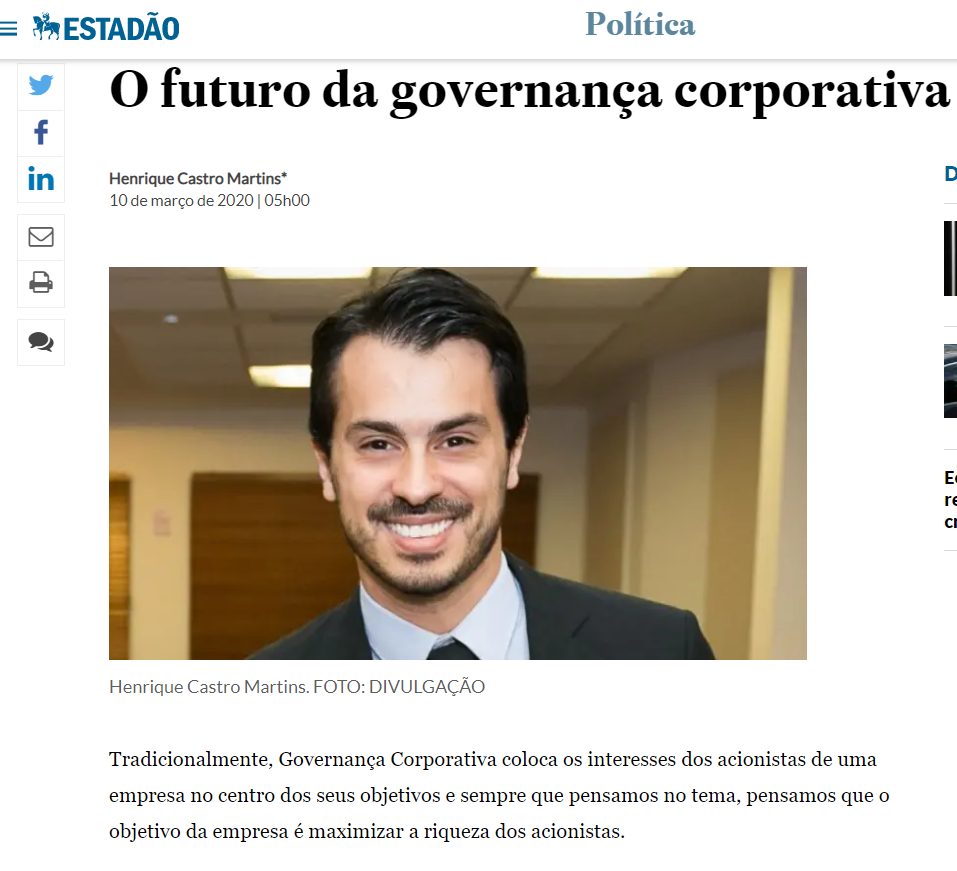 ESTADÃO
Política
O futuro da governança corporativa
Henrique Castro Martins*
10 de março de 2020 | 05h00
Henrique Castro Martins. FOTO: DIVULGAÇÃO
Tradicionalmente, Governança Corporativa coloca os interesses dos acionistas de uma
empresa no centro dos seus objetivos e sempre que pensamos no tema, pensamos que o
objetivo da empresa é maximizar a riqueza dos acionistas.